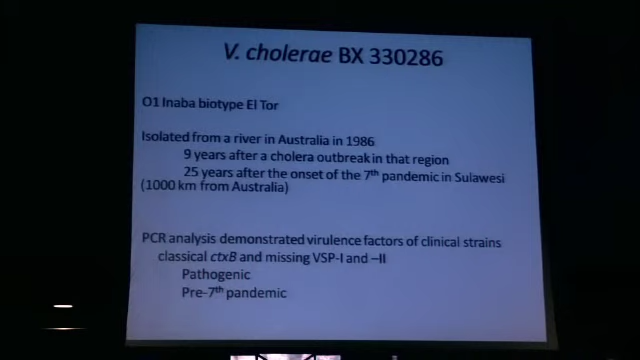 V. cholerae BX 330286
O1 Inaba biotype El Tor
Isolated from a river in Australia in 1986
9 years after a cholera outbreak in that region
25 years after the onset of the 7th pandemic in Sulawesi
(1000 km from Australia)
PCR analysis demonstrated virulence factors of clinical strains
classical ctxB and missing VSP-I and –II
Pathogenic
Pre-7th pandemic